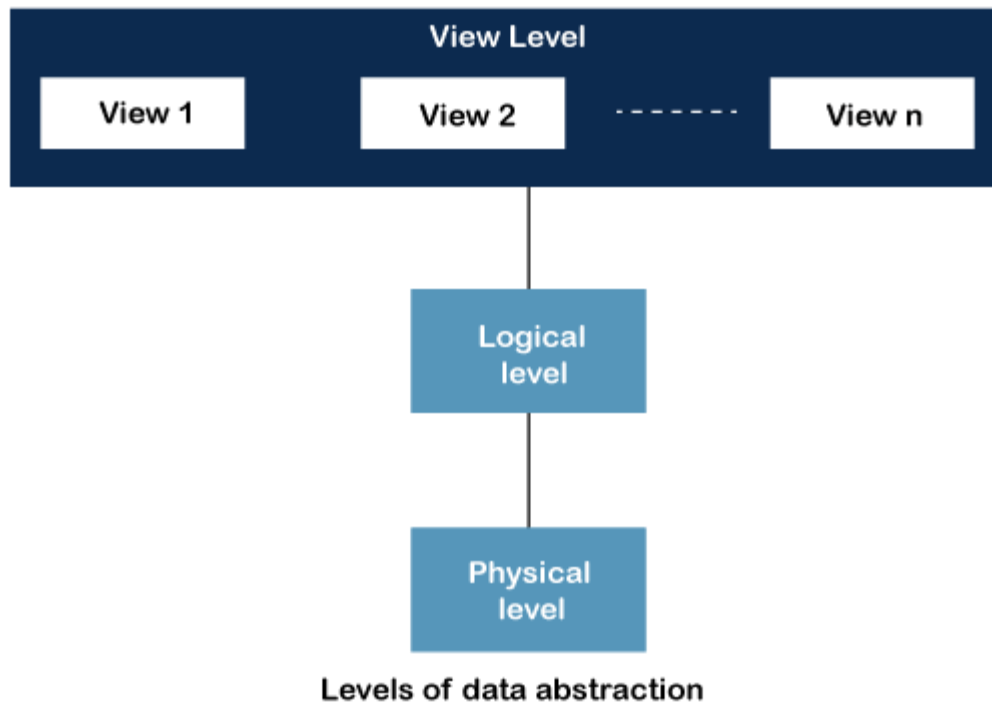 View Level
View 1
View 2
View n
Logical
level
Physical
level
Levels of data abstraction